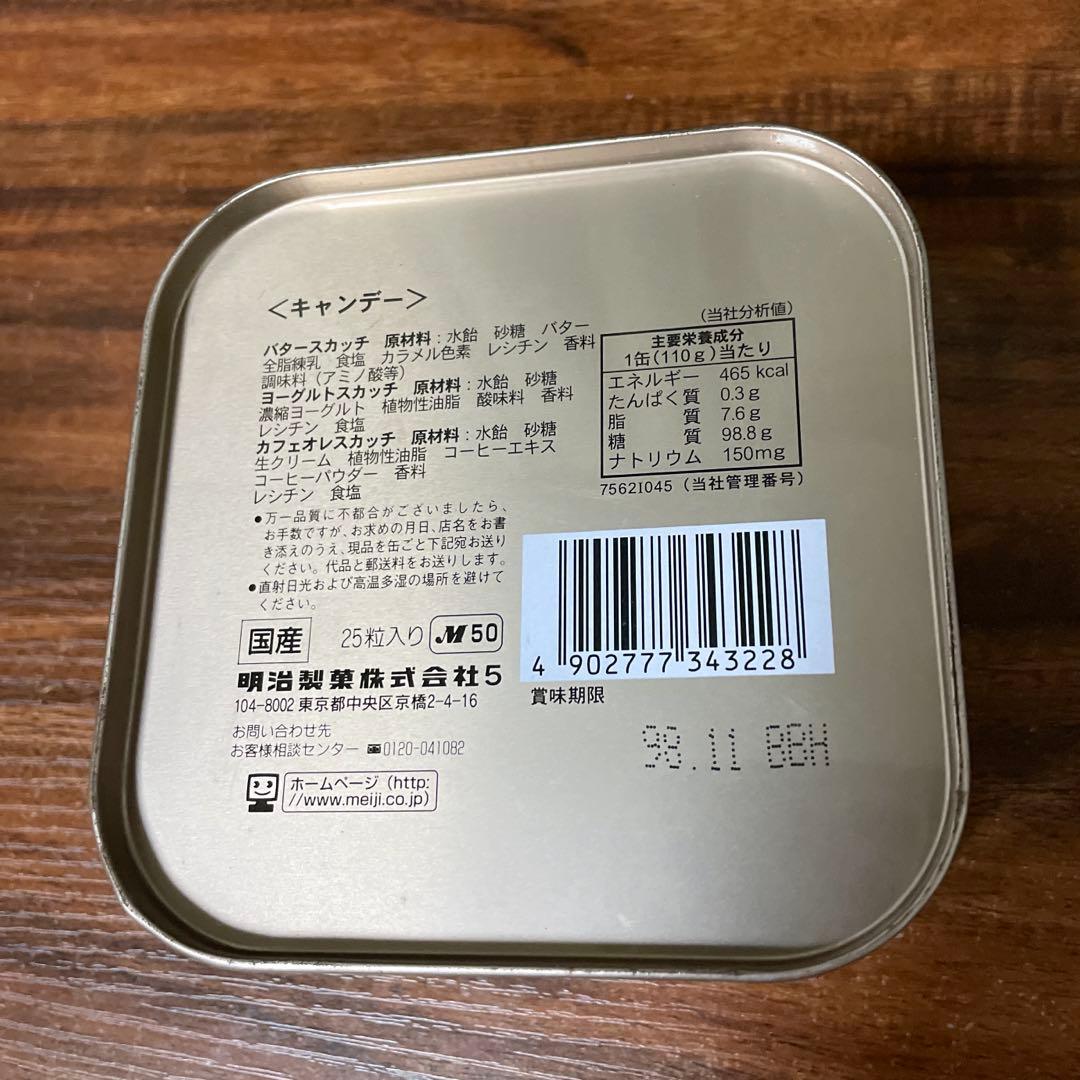 <キャンデー>
バタースカッチ 原材料：水飴 砂糖 バター
全脂練乳 食塩 カラメル色素 レシチン 香料
調味料（アミノ酸等）
ヨーグルトスカッチ 原材料：水飴 砂糖
濃縮ヨーグルト 植物性油脂 酸味料 香料
レシチン 食塩
カフェオレスカッチ 原材料：水飴 砂糖
生クリーム 植物性油脂 コーヒーエキス
コーヒーパウダー 香料
レシチン 食塩
●万一品質に不都合がございましたら、
お手数ですが、お求めの月日、店名をお書
き添えのうえ、現品を缶ごと下記宛お送り
ください。代品と郵送料をお送りします。
●直射日光および高温多湿の場所を避けて
ください。
国産 25粒入り M50
明治製菓株式会社5
104-8002 東京都中央区京橋2-4-16
お問い合わせ先
お客様相談センター 0120-041082
ホームページ（http:
//www.meiji.co.jp）
（当社分析値）
主要栄養成分
1缶（110g）当たり
エネルギー 465 kcal
たんぱく質 0.3g
脂質 7.6g
糖質 98.8g
ナトリウム 150mg
7562I045（当社管理番号）
4 902777 343228
賞味期限
98.11 BBH